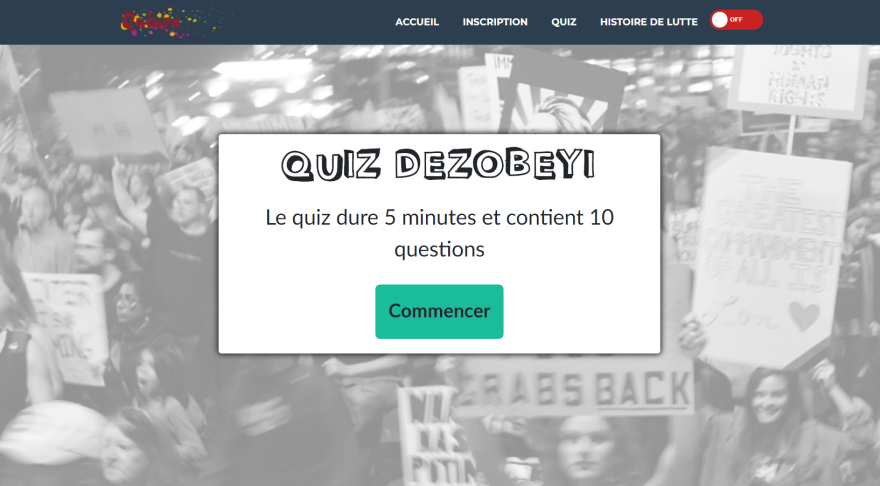 ACCUEIL INSCRIPTION QUIZ HISTOIRE DE LUTTE OFF
RIGHTS
HUMAN
RIGHTS
QUIZ DEZOBEYI
Le quiz dure 5 minutes et contient 10
questions
Commencer
THE
GREATEST
OF ALL IS
Love
GRABS BACK